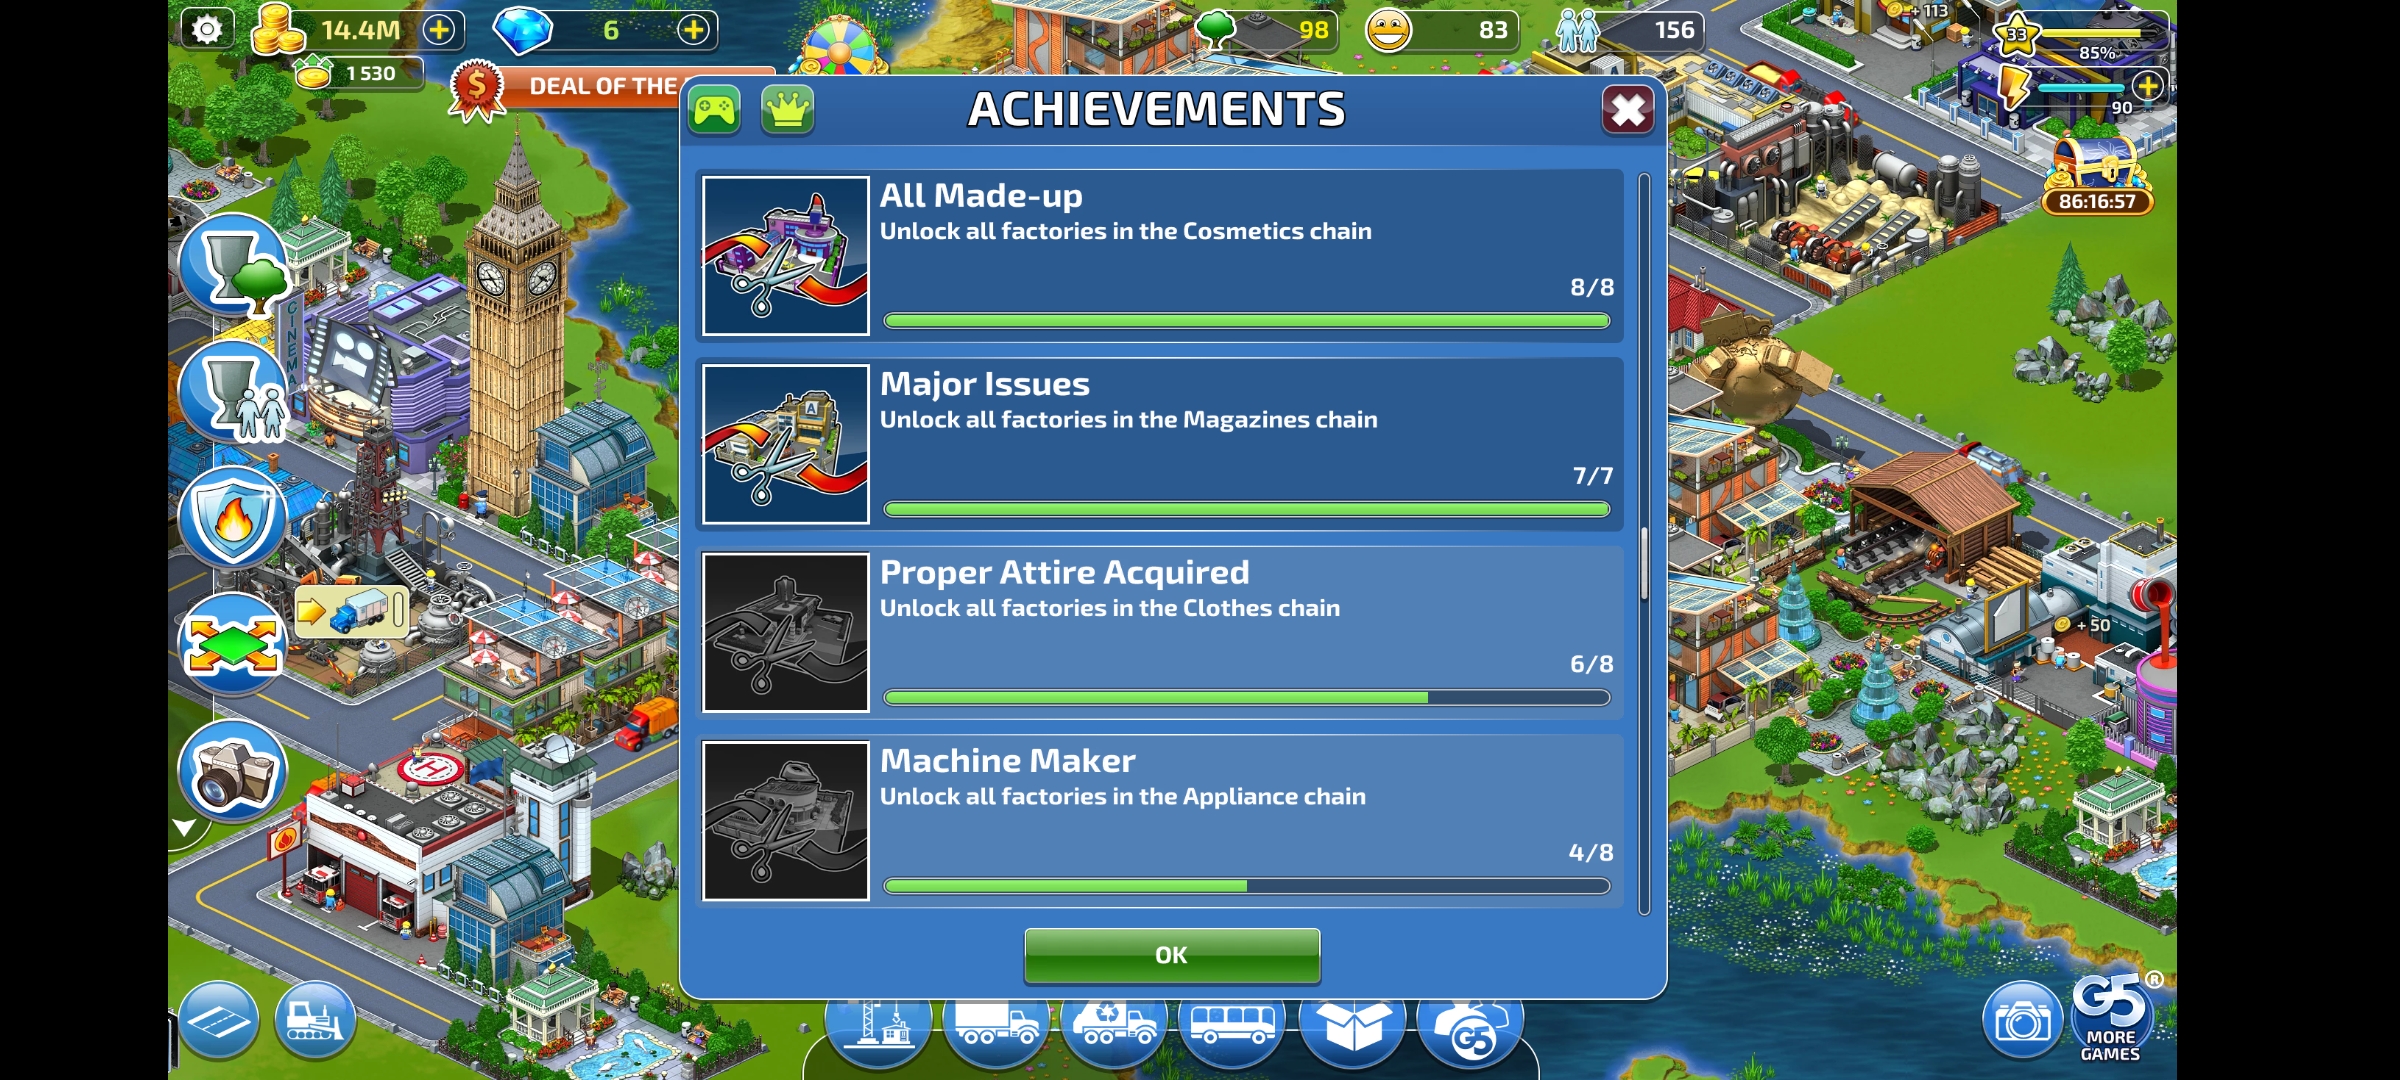 14.4M
6
98
83
156
+113
33
85%
1 530
DEAL OF THE
90
ACHIEVEMENTS
86:16:57
All Made-up
Unlock all factories in the Cosmetics chain
8/8
CINEMA
Major Issues
Unlock all factories in the Magazines chain
A
7/7
Proper Attire Acquired
Unlock all factories in the Clothes chain
+50
6/8
Machine Maker
Unlock all factories in the Appliance chain
H
4/8
OK
G5
G5®
MORE
GAMES